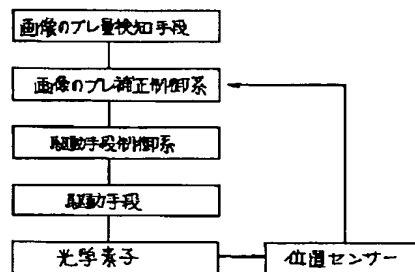 画像のブレ量検知手段
画像のブレ補正制御系
駆動手段制御系
駆動手段
光学素子
位置センサー